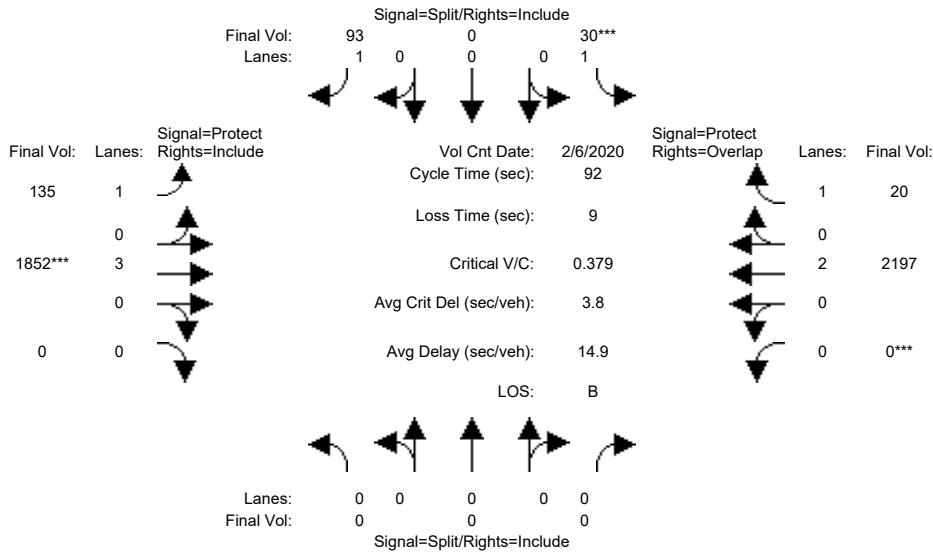 Signal=Split/Rights=Include
Final Vol: 93 0 30***
Lanes: 1 0 0 0 1
Signal=Protect Signal=Protect
Final Vol: Lanes: Rights=Include Vol Cnt Date: 2/6/2020 Rights=Overlap Lanes: Final Vol:
Cycle Time (sec): 92
135 1 1 20
Loss Time (sec): 9
0 0
1852*** 3 Critical V/C: 0.379 2 2197
0 Avg Crit Del (sec/veh): 3.8 0
0 0 Avg Delay (sec/veh): 14.9 0 0***
LOS: B
Lanes: 0 0 0 0 0
Final Vol: 0 0 0
Signal=Split/Rights=Include